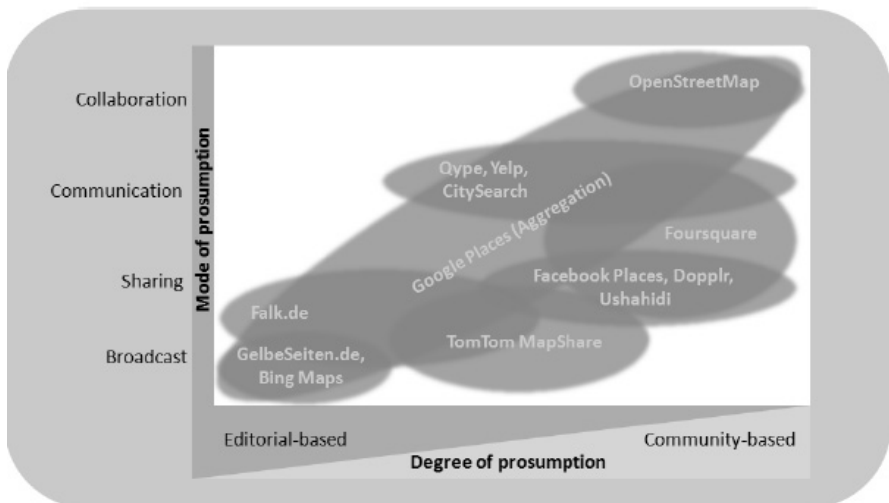 Collaboration
Communication
Sharing
Broadcast
Mode of prosumption
OpenStreetMap
Qype, Yelp,
CitySearch
Google Places (Aggregation)
Foursquare
Facebook Places, Dopplr,
Ushahidi
Falk.de
TomTom MapShare
GelbeSeiten.de,
Bing Maps
Editorial-based
Community-based
Degree of prosumption